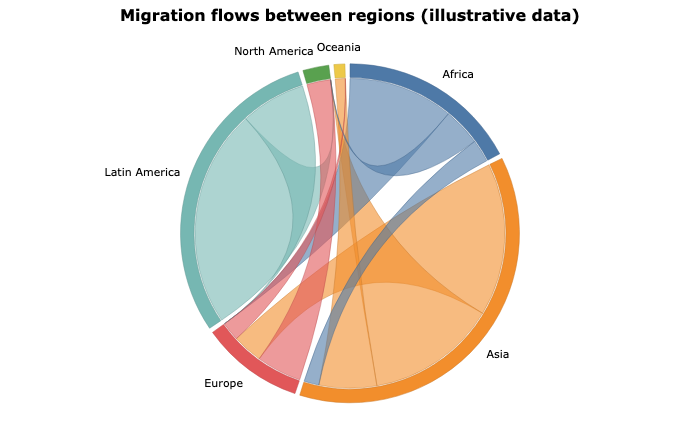 Migration flows between regions (illustrative data)
North America
Oceania
Africa
Latin America
Asia
Europe